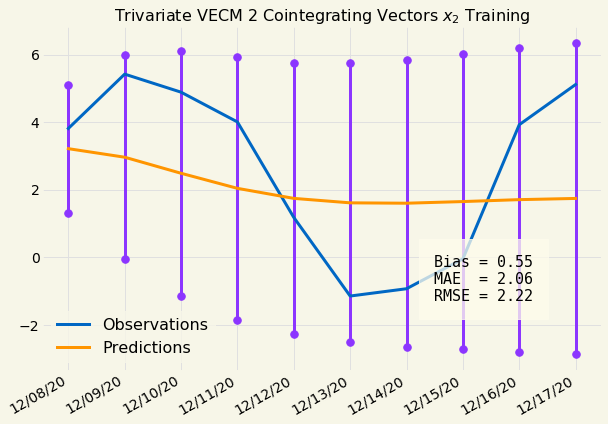 Trivariate VECM 2 Cointegrating Vectors x₂ Training
6
4
2
0
−2
Bias = 0.55
MAE  = 2.06
RMSE = 2.22
Observations
Predictions
12/08/20
12/09/20
12/10/20
12/11/20
12/12/20
12/13/20
12/14/20
12/15/20
12/16/20
12/17/20